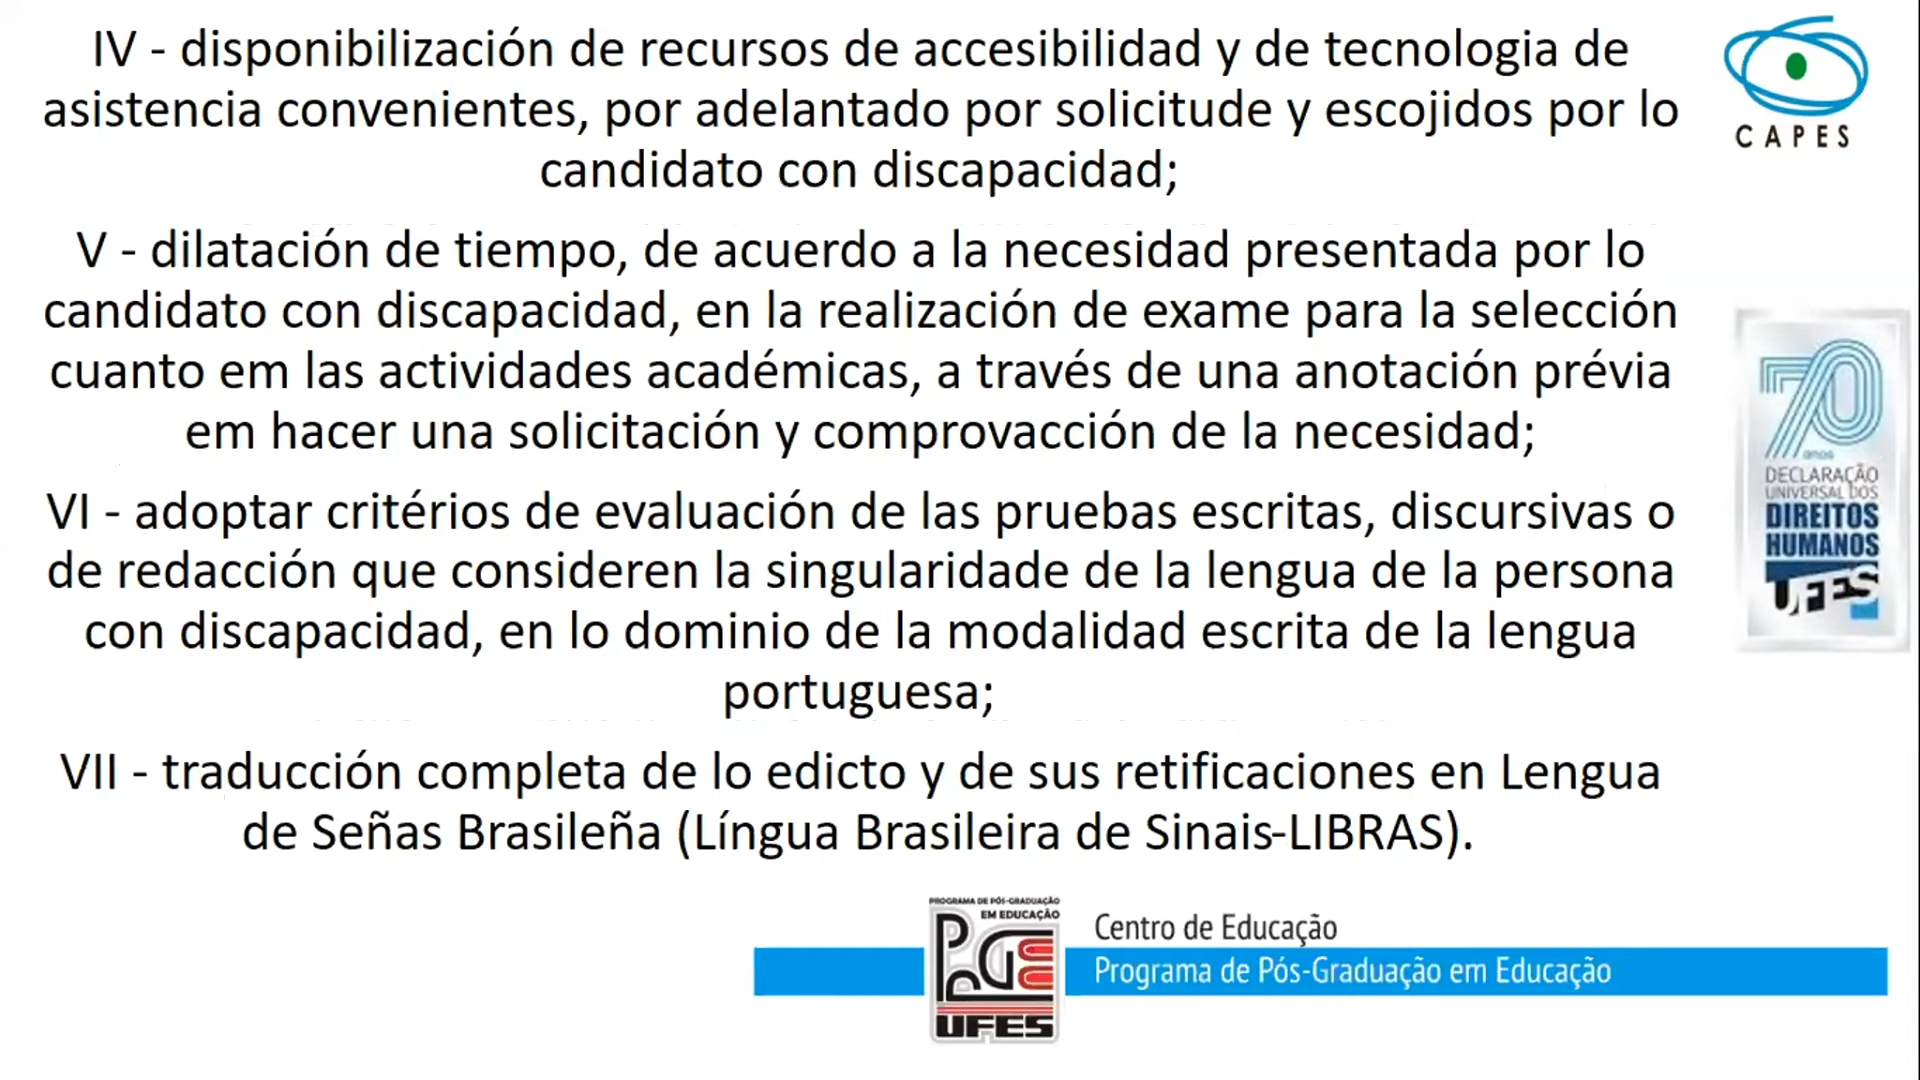 IV - disponibilización de recursos de accesibilidad y de tecnologia de
asistencia convenientes, por adelantado por solicitude y escojidos por lo
candidato con discapacidad;
V - dilatación de tiempo, de acuerdo a la necesidad presentada por lo
candidato con discapacidad, en la realización de exame para la selección
cuanto em las actividades académicas, a través de una anotación prévia
em hacer una solicitación y comprovacción de la necesidad;
VI - adoptar critérios de evaluación de las pruebas escritas, discursivas o
de redacción que consideren la singularidade de la lengua de la persona
con discapacidad, en lo dominio de la modalidad escrita de la lengua
portuguesa;
VII - traducción completa de lo edicto y de sus retificaciones en Lengua
de Señas Brasileña (Língua Brasileira de Sinais-LIBRAS).
CAPES
70
anos
DECLARAÇÃO
UNIVERSAL DOS
DIREITOS
HUMANOS
UFES
PROGRAMA DE PÓS-GRADUAÇÃO
EM EDUCAÇÃO
PPGE
UFES
Centro de Educação
Programa de Pós-Graduação em Educação